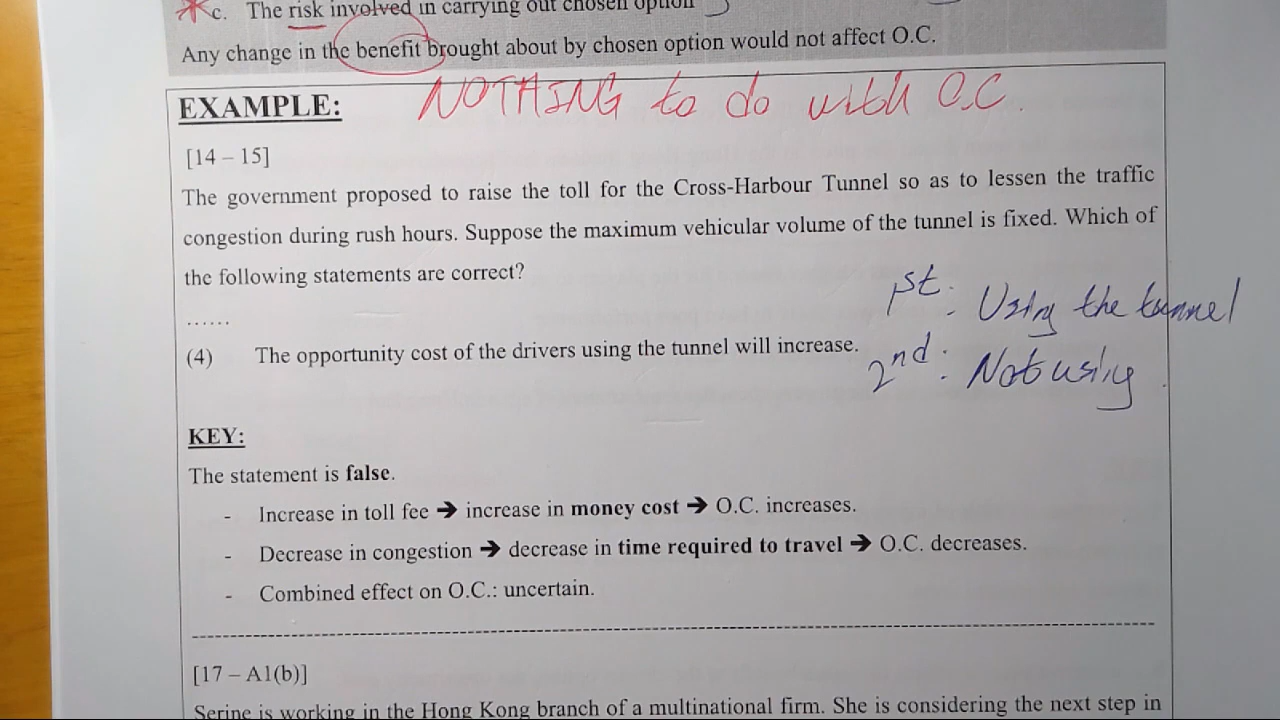 c. The risk involved in carrying out chosen option
Any change in the benefit brought about by chosen option would not affect O.C.
EXAMPLE:
NOTHING to do with O.C.
[14 – 15]
The government proposed to raise the toll for the Cross-Harbour Tunnel so as to lessen the traffic
congestion during rush hours. Suppose the maximum vehicular volume of the tunnel is fixed. Which of
the following statements are correct?
1st: Using the tunnel
......
(4) The opportunity cost of the drivers using the tunnel will increase.
2nd: Not using
KEY:
The statement is false.
- Increase in toll fee ➔ increase in money cost ➔ O.C. increases.
- Decrease in congestion ➔ decrease in time required to travel ➔ O.C. decreases.
- Combined effect on O.C.: uncertain.
[17 – A1(b)]
Serine is working in the Hong Kong branch of a multinational firm. She is considering the next step in